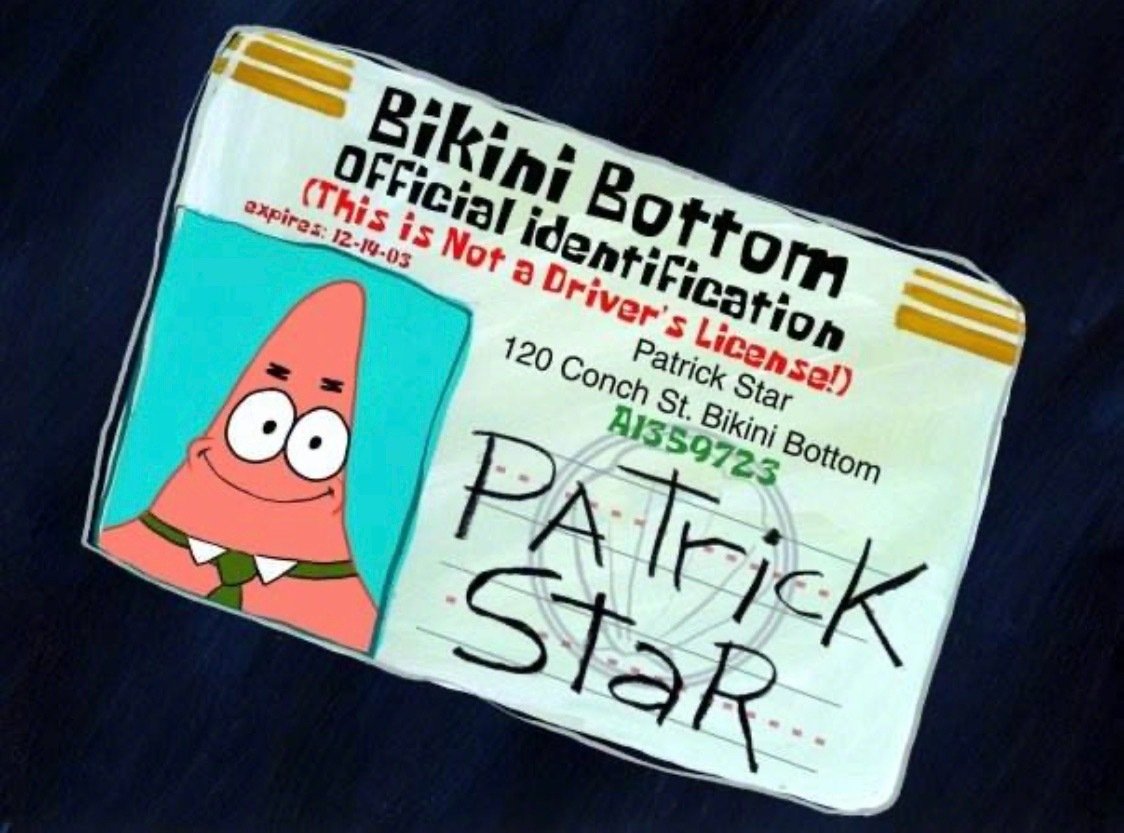 Bikini Bottom
Official identification
(This is Not a Driver's License!)
expires: 12-14-03
Patrick Star
120 Conch St. Bikini Bottom
A1359723
PATricK
STaR